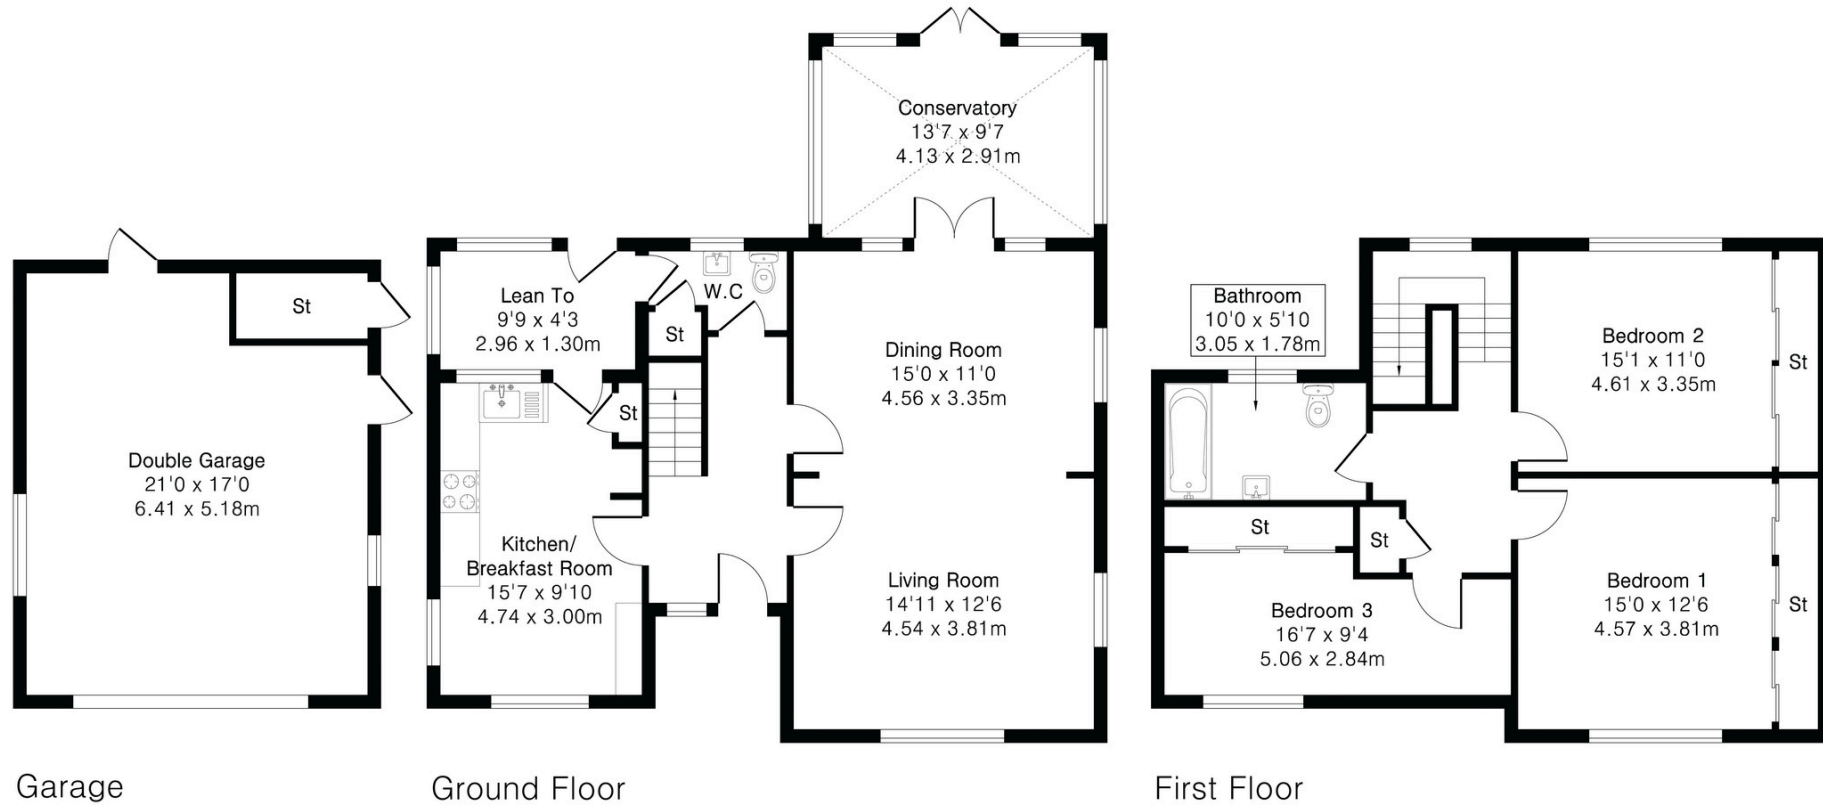 Conservatory
13'7 x 9'7
4.13 x 2.91m
St
Double Garage
21'0 x 17'0
6.41 x 5.18m
Garage
Lean To
9'9 x 4'3
2.96 x 1.30m
W.C
St
St
Kitchen/
Breakfast Room
15'7 x 9'10
4.74 x 3.00m
Dining Room
15'0 x 11'0
4.56 x 3.35m
Living Room
14'11 x 12'6
4.54 x 3.81m
Ground Floor
Bathroom
10'0 x 5'10
3.05 x 1.78m
Bedroom 2
15'1 x 11'0
4.61 x 3.35m
St
St
St
Bedroom 3
16'7 x 9'4
5.06 x 2.84m
Bedroom 1
15'0 x 12'6
4.57 x 3.81m
St
First Floor